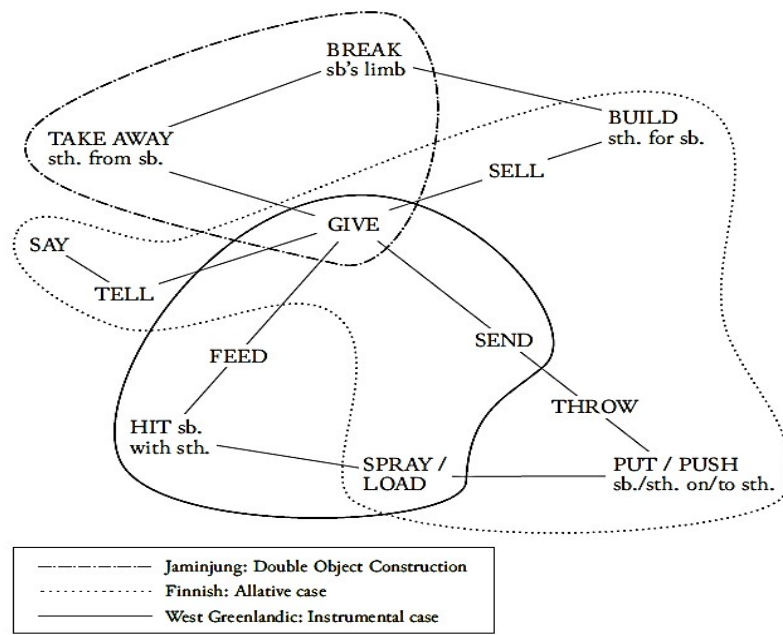 BREAK
sb's limb
BUILD
sth. for sb.
TAKE AWAY
sth. from sb.
SELL
GIVE
SAY
TELL
SEND
FEED
THROW
HIT sb.
with sth.
SPRAY /
LOAD
PUT / PUSH
sb./sth. on/to sth.
Jaminjung: Double Object Construction
Finnish: Allative case
West Greenlandic: Instrumental case